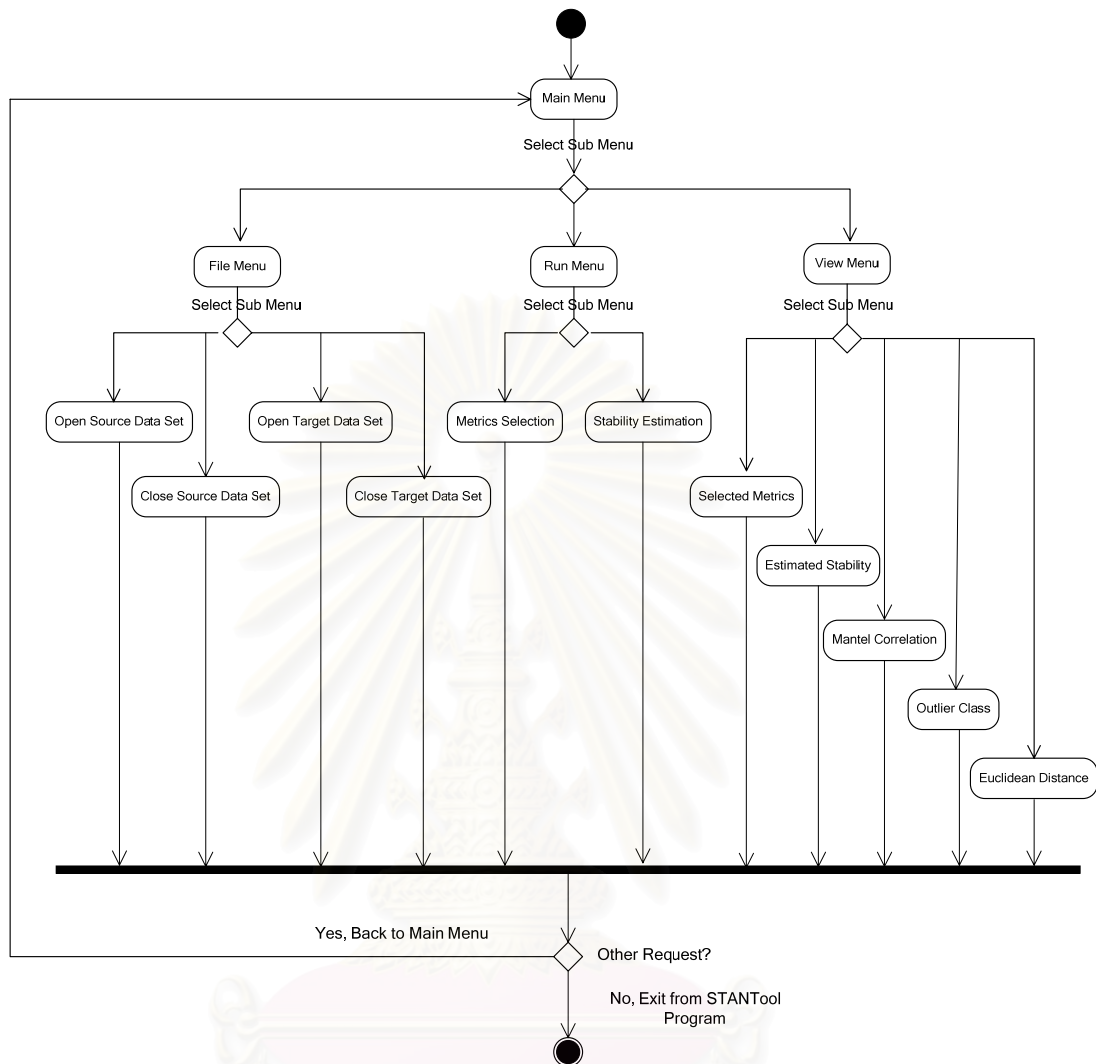 Main Menu
Select Sub Menu
File Menu
Run Menu
View Menu
Select Sub Menu
Select Sub Menu
Select Sub Menu
Open Source Data Set
Open Target Data Set
Metrics Selection
Stability Estimation
Close Source Data Set
Close Target Data Set
Selected Metrics
Estimated Stability
Mantel Correlation
Outlier Class
Euclidean Distance
Yes, Back to Main Menu
Other Request?
No, Exit from STANTool
Program